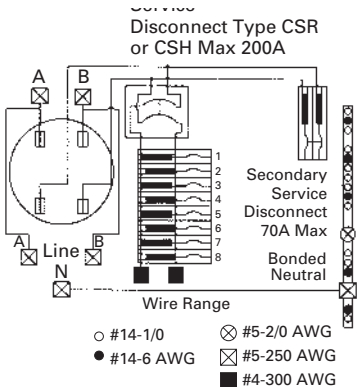 Service
Disconnect Type CSR
or CSH Max 200A
A
B
1
2
3
4
5
6
7
8
Secondary
Service
Disconnect
70A Max
Bonded
Neutral
A
Line
B
N
Wire Range
#14-1/0
#5-2/0 AWG
#14-6 AWG
#5-250 AWG
#4-300 AWG